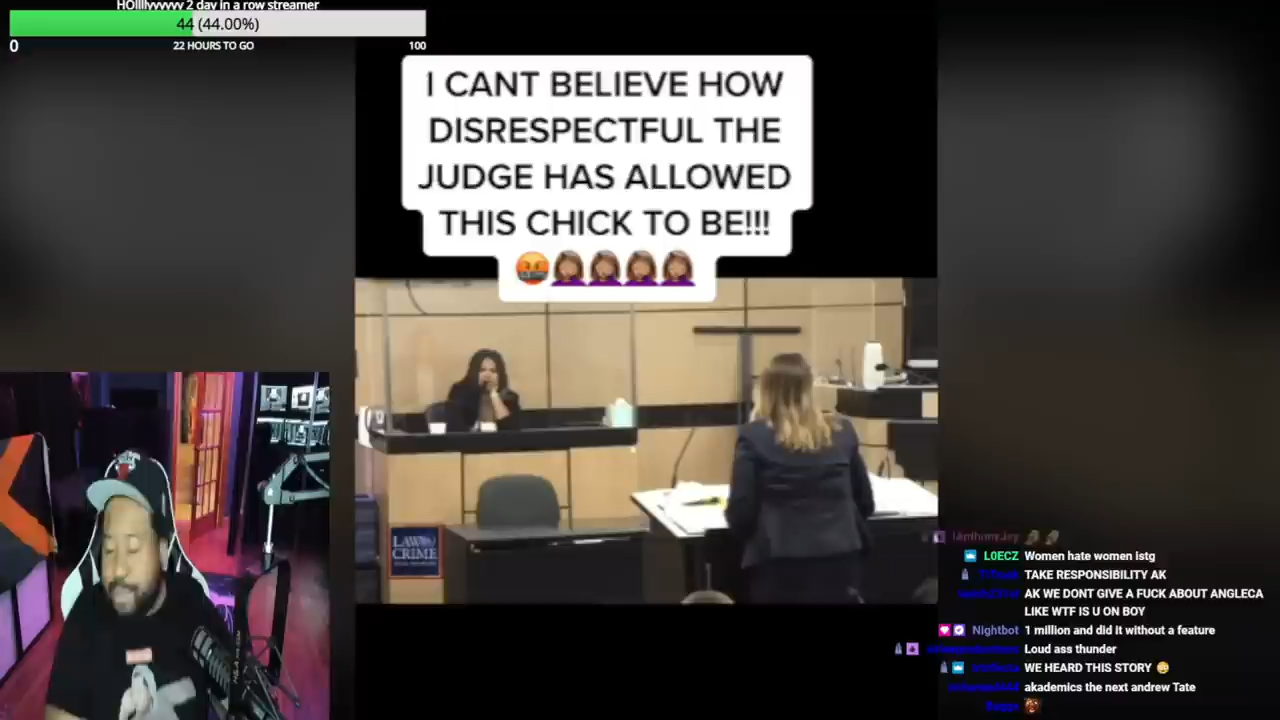 HOllllyyyyy 2 day in a row streamer
44 (44.00%)
0
22 HOURS TO GO
100
I CANT BELIEVE HOW
DISRESPECTFUL THE
JUDGE HAS ALLOWED
THIS CHICK TO BE!!!
LAW&
CRIME
L0ECZ Women hate women istg
TAKE RESPONSIBILITY AK
AK WE DONT GIVE A FUCK ABOUT ANGLECA
LIKE WTF IS U ON BOY
Nightbot 1 million and did it without a feature
Loud ass thunder
WE HEARD THIS STORY
akademics the next andrew Tate